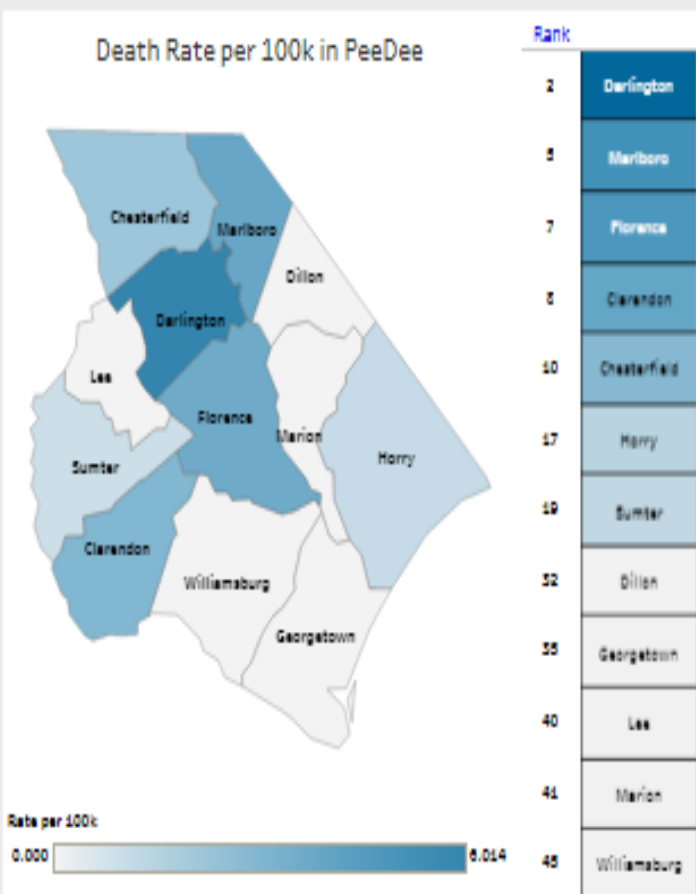 Death Rate per 100k in PeeDee
Chesterfield
Marlboro
Dillon
Darlington
Lee
Florence
Marion
Horry
Sumter
Clarendon
Williamsburg
Georgetown
Rate per 100k
0.000
6.014
Rank
2 Darlington
5 Marlboro
7 Florence
8 Clarendon
10 Chesterfield
17 Horry
19 Sumter
32 Dillon
Georgetown
40 Lee
41 Marion
Williamsburg